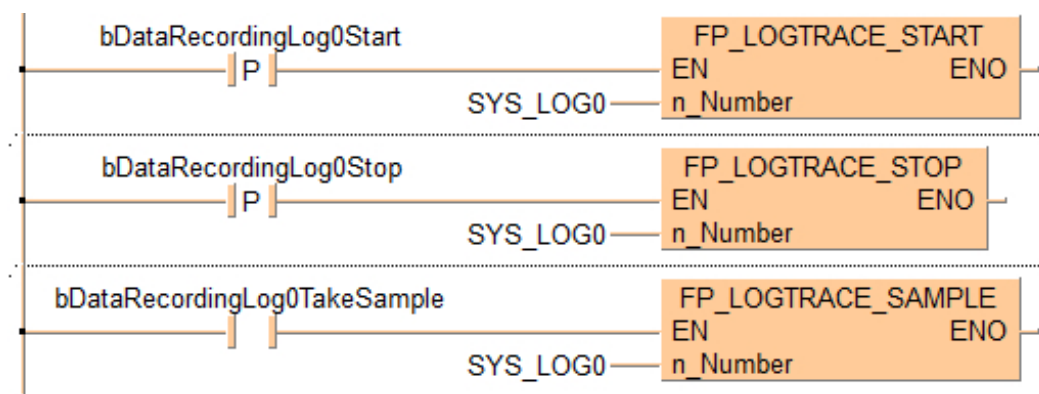 bDataRecordingLog0Start FP_LOGTRACE_START
P EN ENO
SYS_LOG0 n_Number
bDataRecordingLog0Stop FP_LOGTRACE_STOP
P EN ENO
SYS_LOG0 n_Number
bDataRecordingLog0TakeSample FP_LOGTRACE_SAMPLE
EN ENO
SYS_LOG0 n_Number